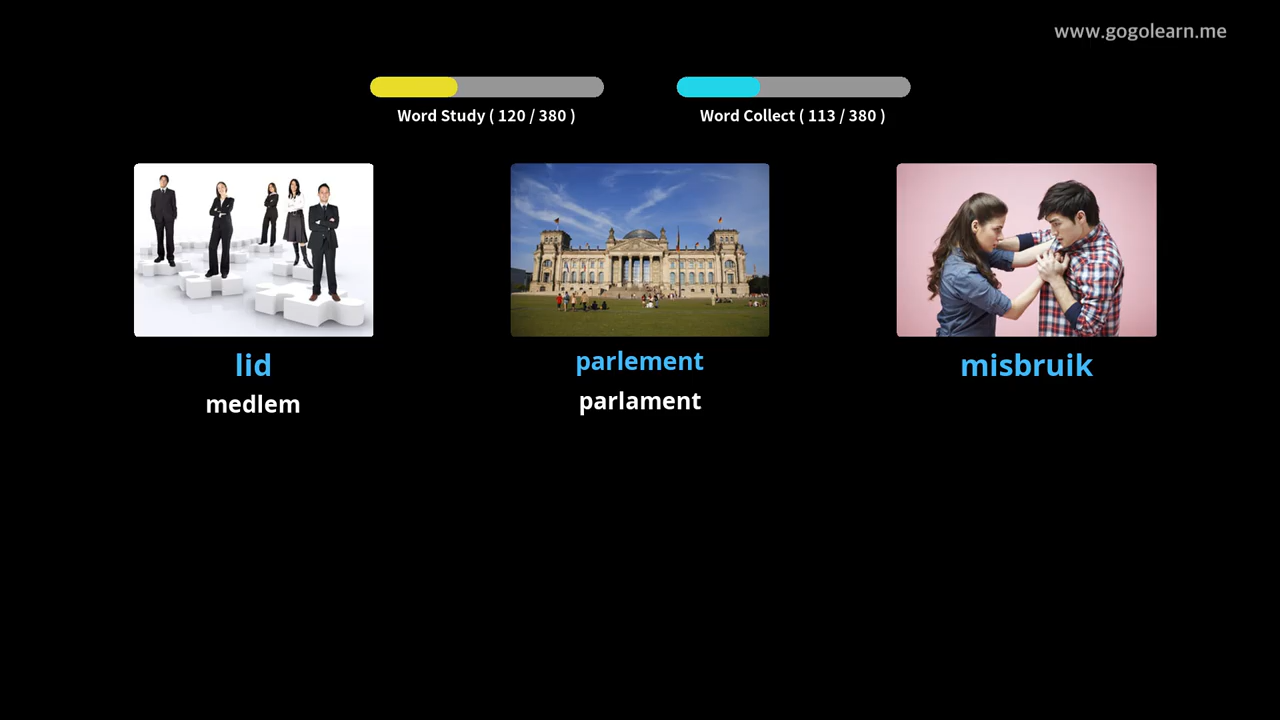 www.gogolearn.me
Word Study ( 120 / 380 )
Word Collect ( 113 / 380 )
lid
parlement
misbruik
medlem
parlament